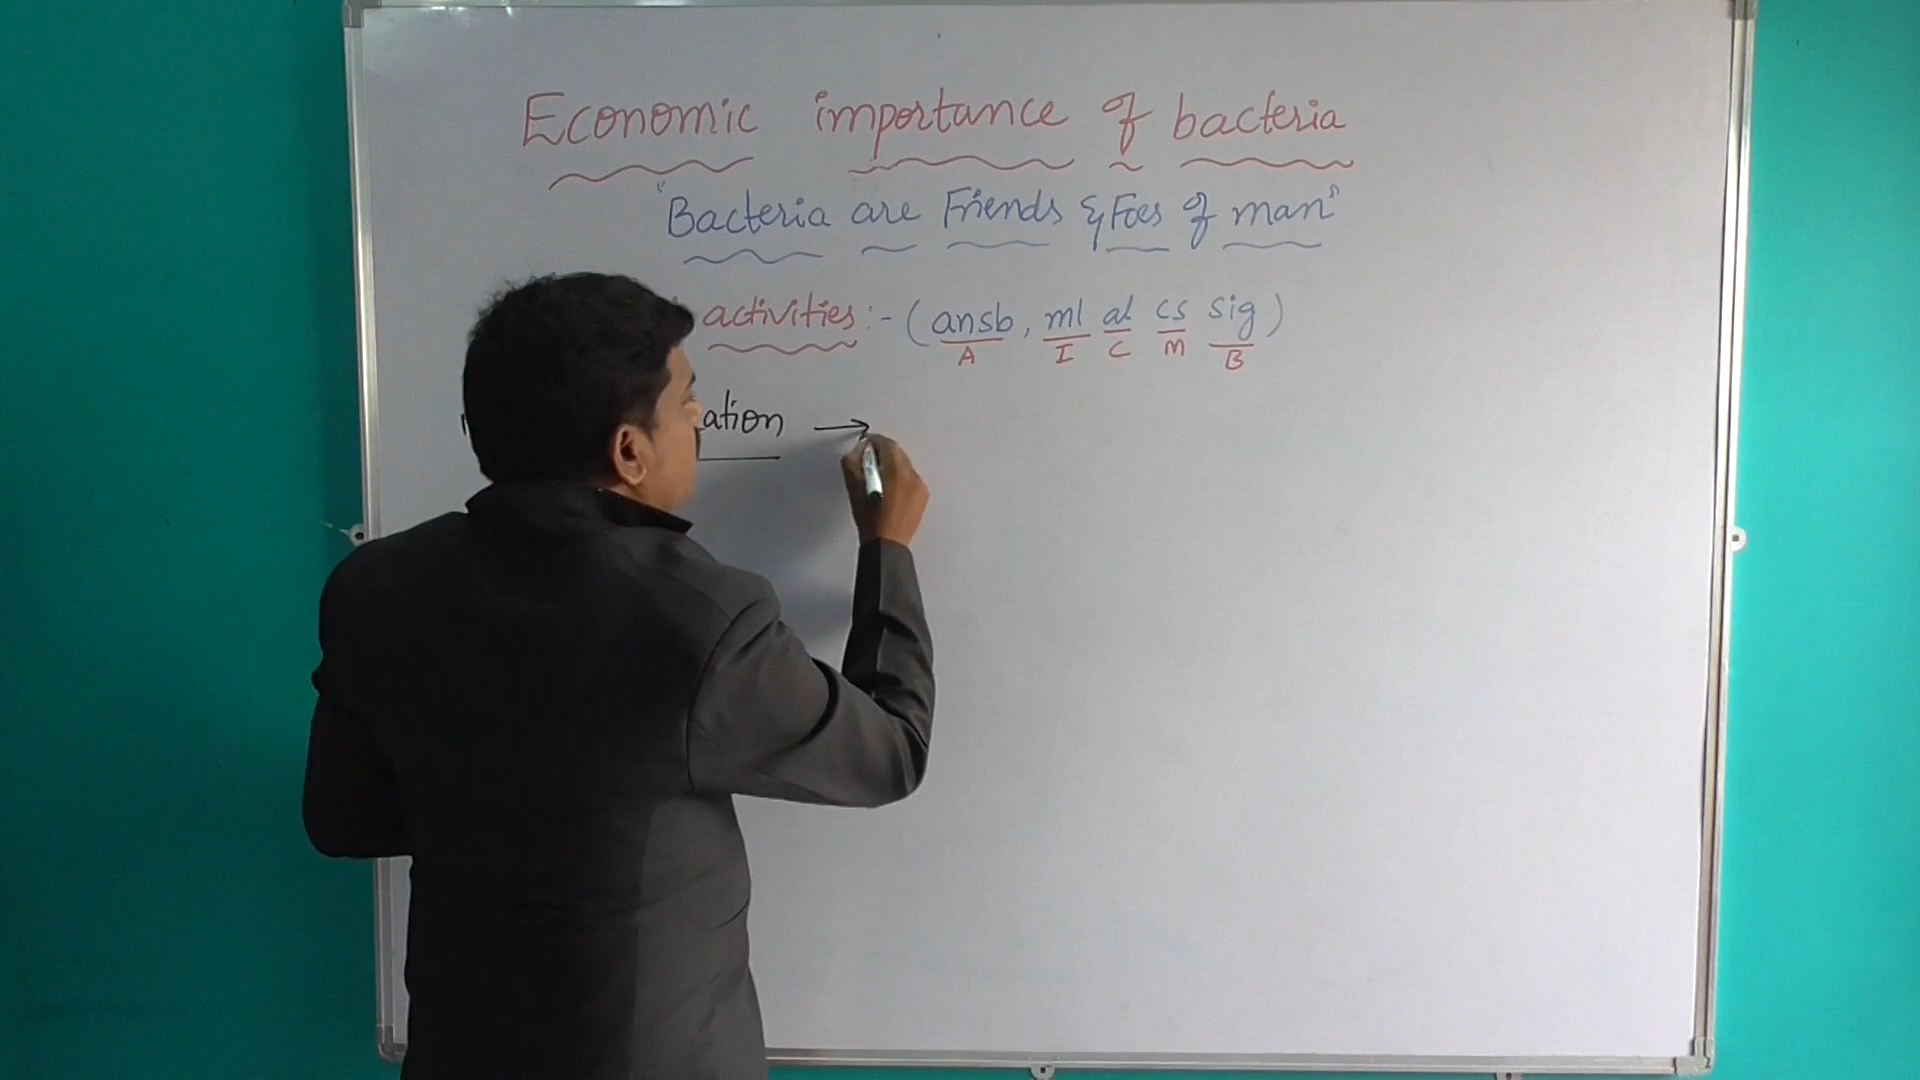 Economic importance of bacteria
"Bacteria are Friends & Foes of man"
activities :- (ansb, ml al cs sig)
A I C M B
ation →